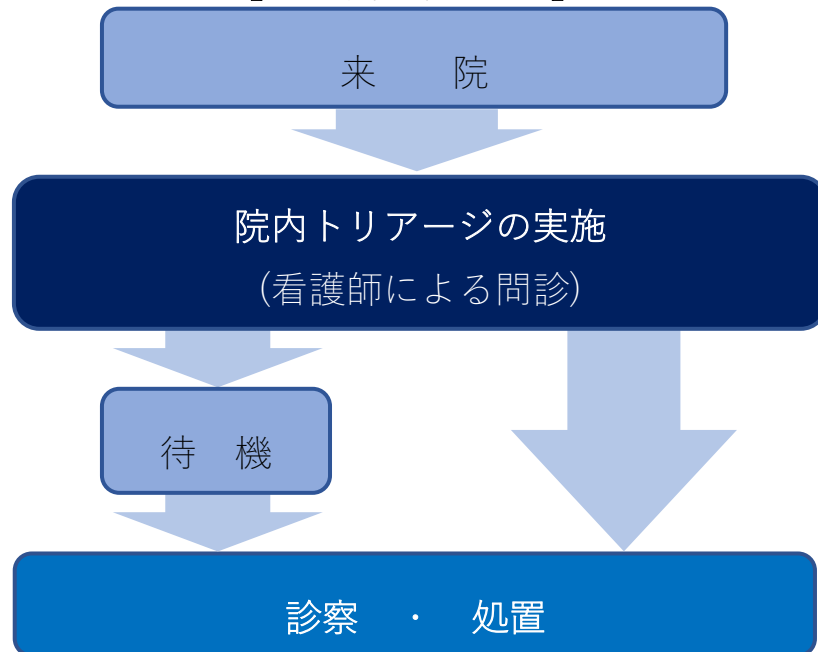 来　　院
院内トリアージの実施
(看護師による問診)
待　機
診察　・　処置